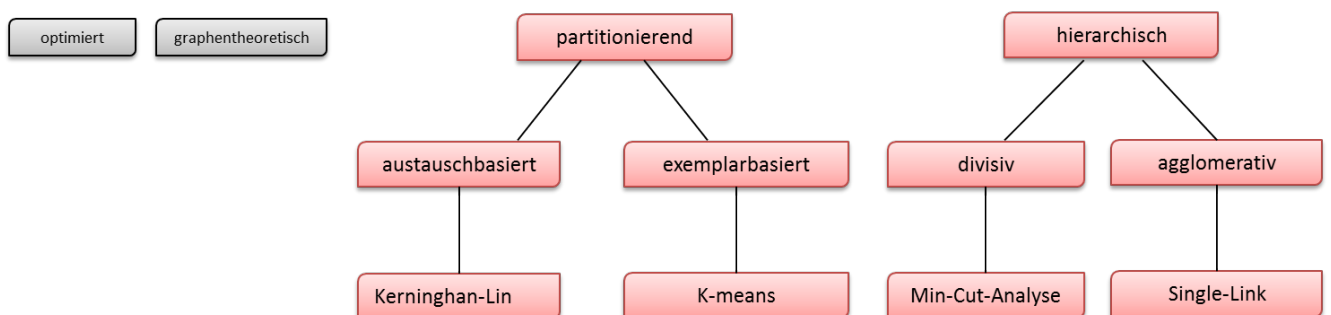 optimiert
graphentheoretisch
partitionierend
hierarchisch
austauschbasiert
exemplarbasiert
divisiv
agglomerativ
Kerninghan-Lin
K-means
Min-Cut-Analyse
Single-Link